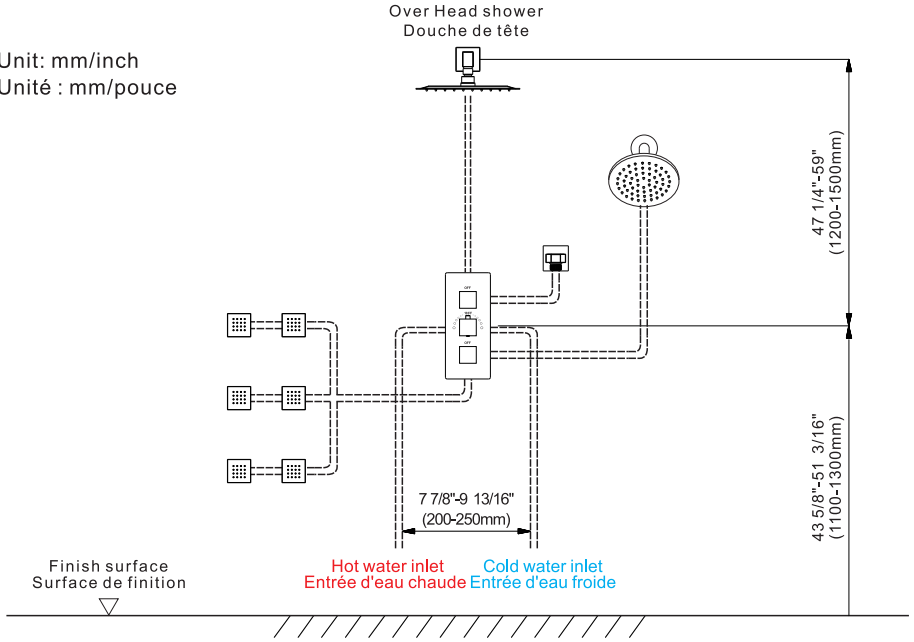 Over Head shower
Douche de tête
Unit: mm/inch
Unité : mm/pouce
47 1/4"-59"
(1200-1500mm)
OFF
OFF
43 5/8"-51 3/16"
(1100-1300mm)
7 7/8"-9 13/16"
(200-250mm)
Finish surface
Surface de finition
Hot water inlet
Entrée d'eau chaude
Cold water inlet
Entrée d'eau froide